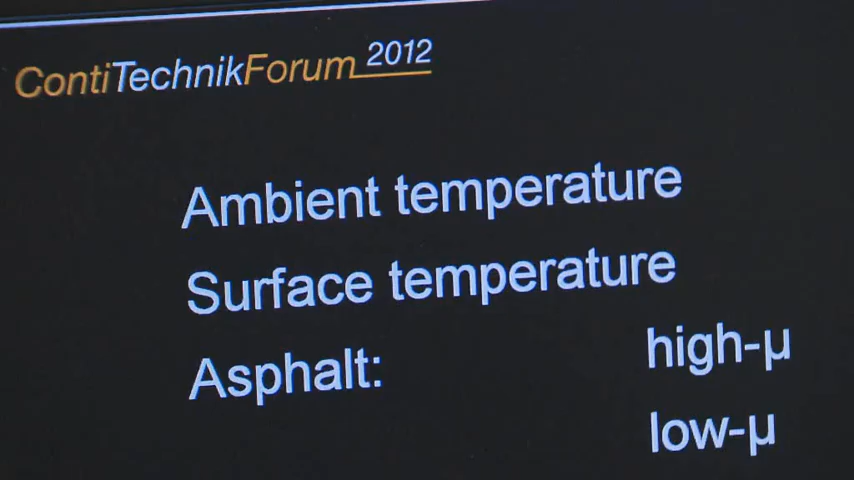 ContiTechnikForum 2012
Ambient temperature
Surface temperature
Asphalt: high-µ
low-µ